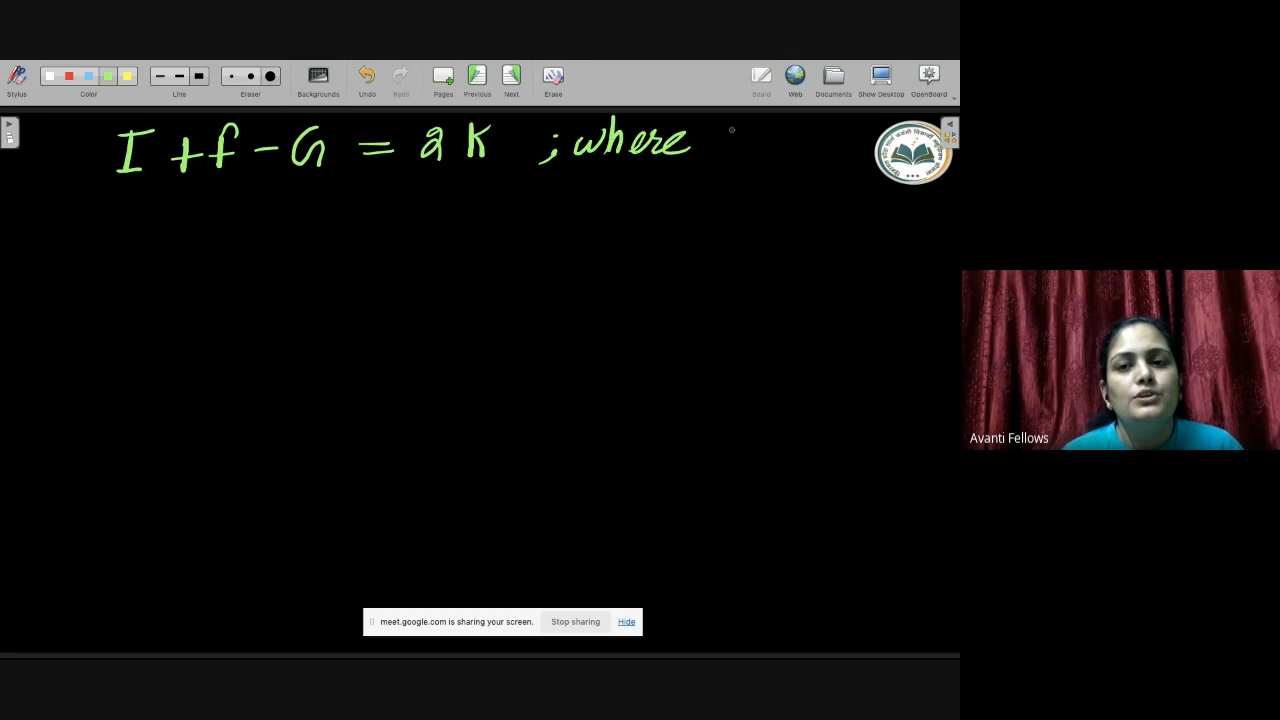 Stylus Color Line Eraser Backgrounds Undo Redo Pages Previous Next Erase Board Web Documents Show Desktop OpenBoard
I + f - G = 2 K ; where
Avanti Fellows
meet.google.com is sharing your screen. Stop sharing Hide